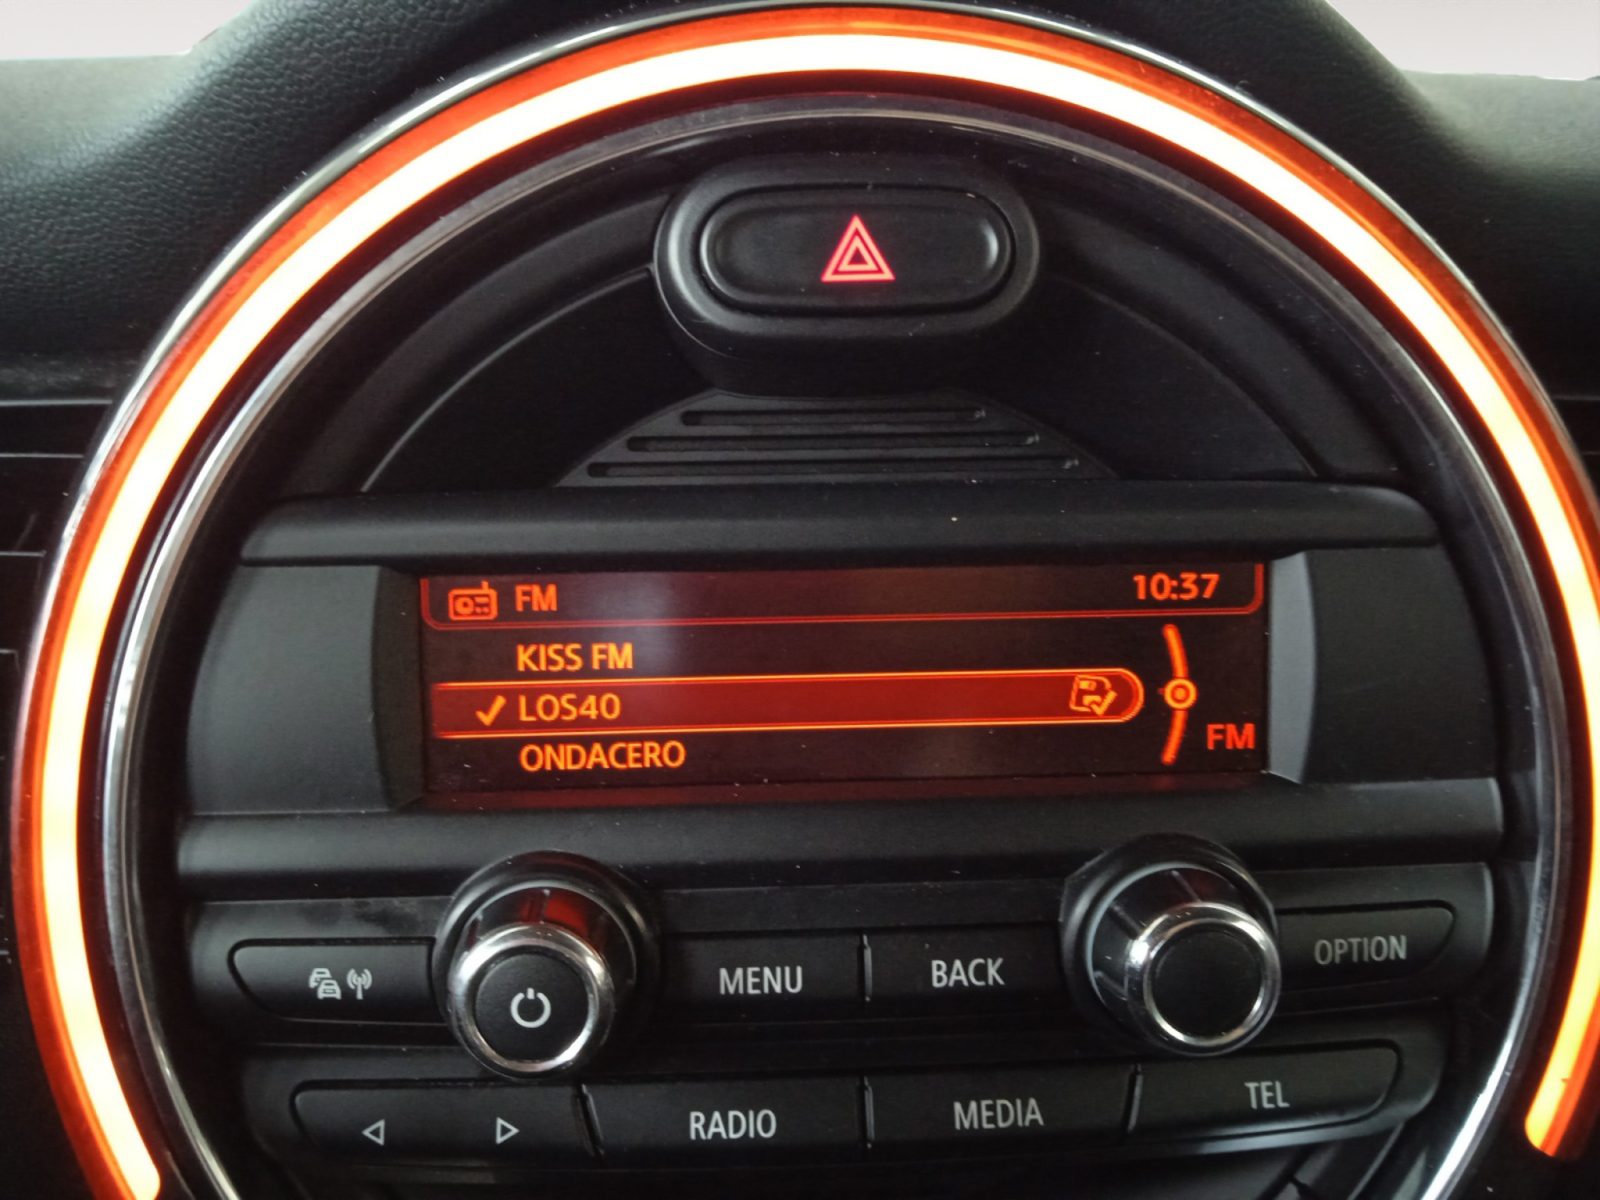 FM 10:37
KISS FM
LOS40
ONDACERO
FM
MENU BACK OPTION
RADIO MEDIA TEL